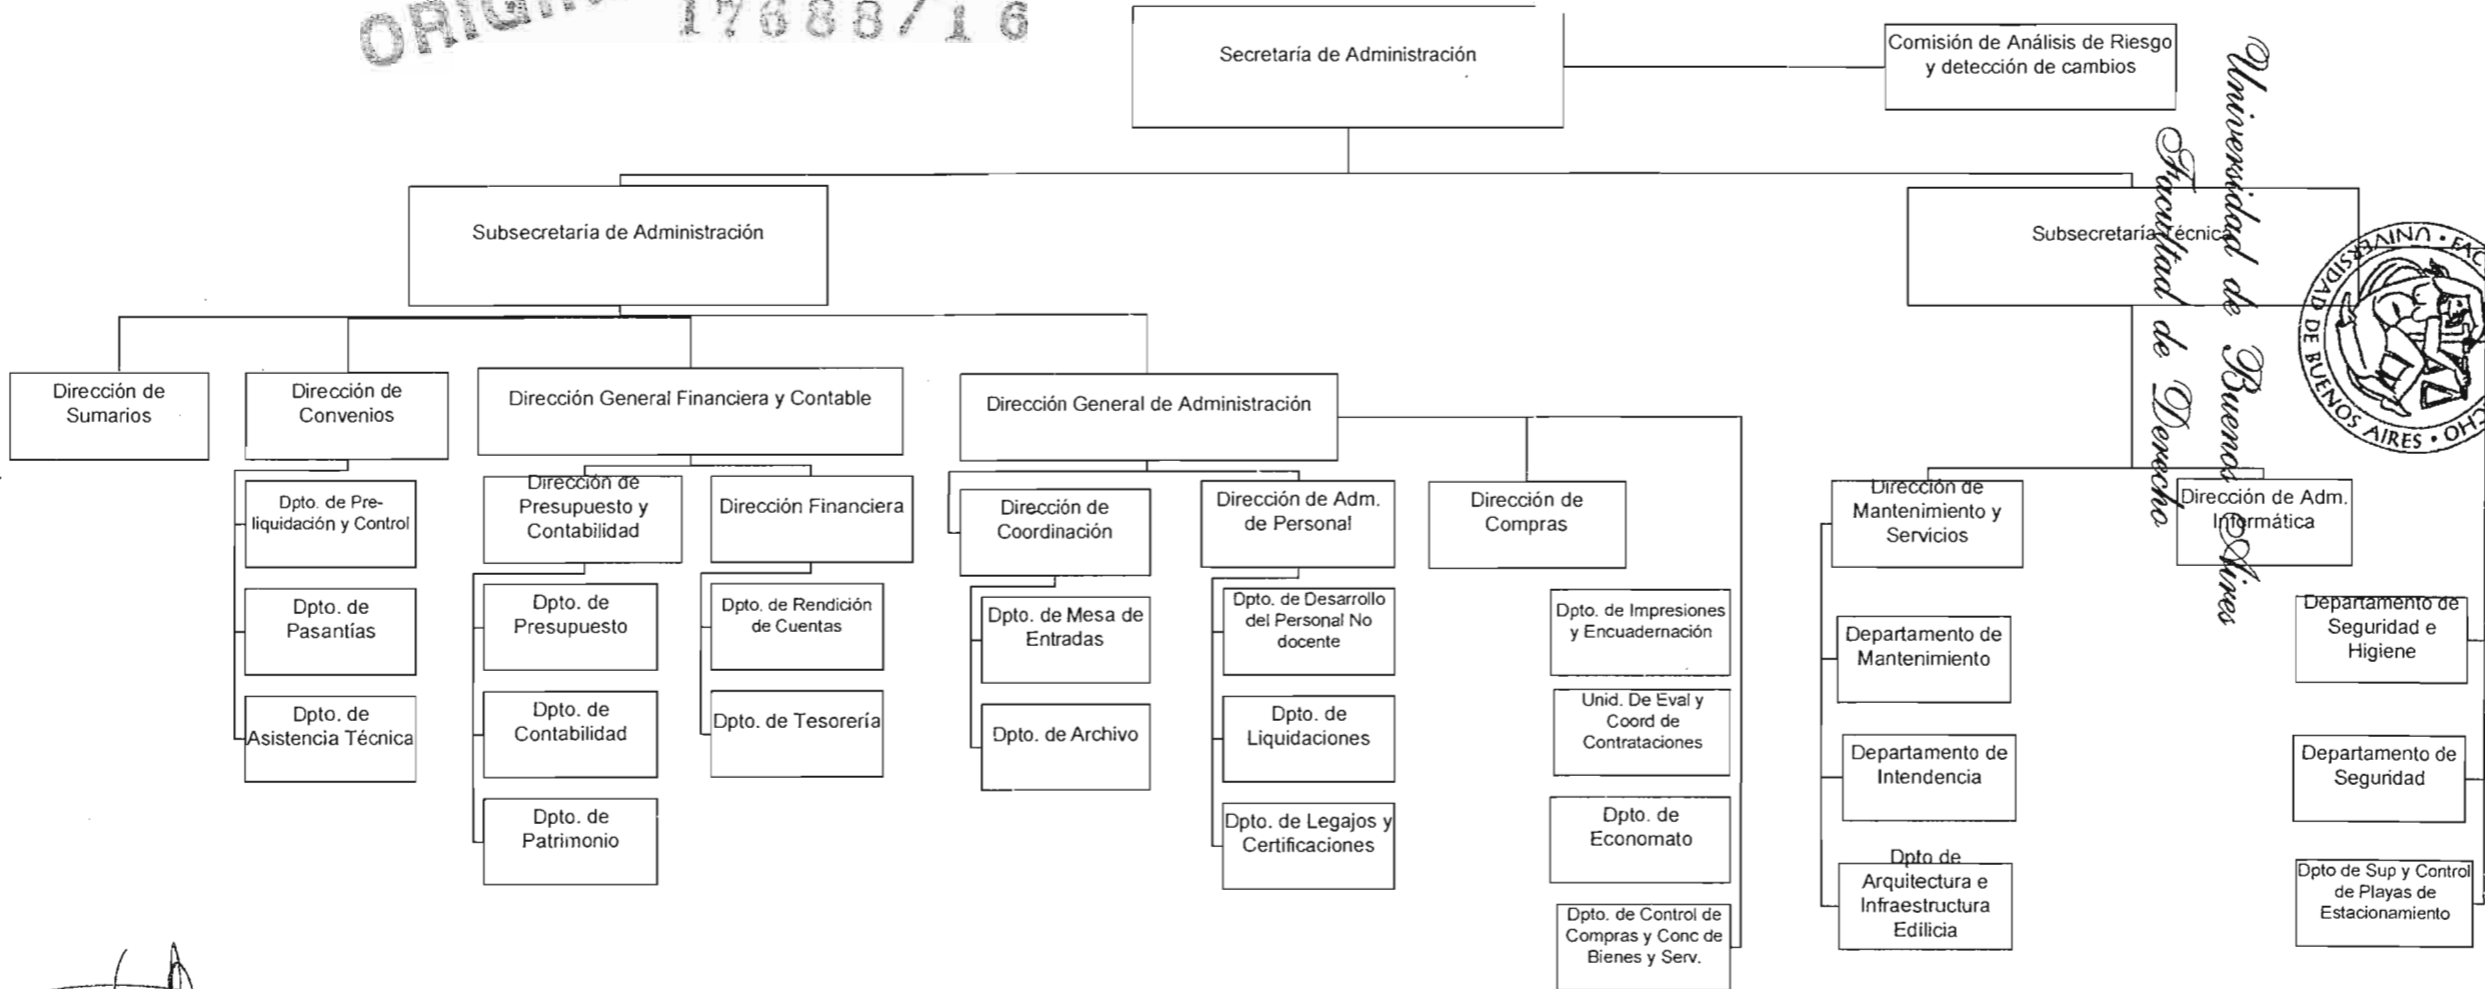 ORIGIN
17688/16
Secretaría de Administración
Comisión de Análisis de Riesgo
y detección de cambios
Universidad de Buenos Aires
Facultad de Derecho
Subsecretaría de Administración
Subsecretaría Técnica
UNIVERSIDAD DE BUENOS AIRES • FAC
CHO
Dirección de
Sumarios
Dirección de
Convenios
Dirección General Financiera y Contable
Dirección General de Administración
Dpto. de Pre-
liquidación y Control
Dirección de
Presupuesto y
Contabilidad
Dirección Financiera
Dirección de
Coordinación
Dirección de Adm.
de Personal
Dirección de
Compras
Dirección de
Mantenimiento y
Servicios
Dirección de Adm.
Informática
Dpto. de
Pasantías
Dpto. de
Presupuesto
Dpto. de Rendición
de Cuentas
Dpto. de Mesa de
Entradas
Dpto. de Desarrollo
del Personal No
docente
Dpto. de Impresiones
y Encuadernación
Departamento de
Mantenimiento
Departamento de
Seguridad e
Higiene
Dpto. de
Asistencia Técnica
Dpto. de
Contabilidad
Dpto. de Tesorería
Dpto. de Archivo
Dpto. de
Liquidaciones
Unid. De Eval y
Coord de
Contrataciones
Departamento de
Intendencia
Departamento de
Seguridad
Dpto. de
Patrimonio
Dpto. de Legajos y
Certificaciones
Dpto. de
Economato
Dpto de
Arquitectura e
Infraestructura
Edilicia
Dpto de Sup y Control
de Playas de
Estacionamiento
Dpto. de Control de
Compras y Conc de
Bienes y Serv.